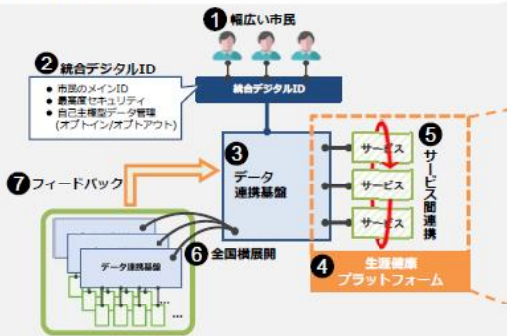 ❶幅広い市民
❷統合デジタルID
● 市民のメインID
● 最高度セキュリティ
● 自己主権型データ管理
(オプトイン/オプトアウト)
統合デジタルID
❸
データ
連携基盤
サービス
サービス
サービス
❺サービス間連携
❼フィードバック
❻全国横展開
データ連携基盤
...
...
❹生涯健康
プラットフォーム